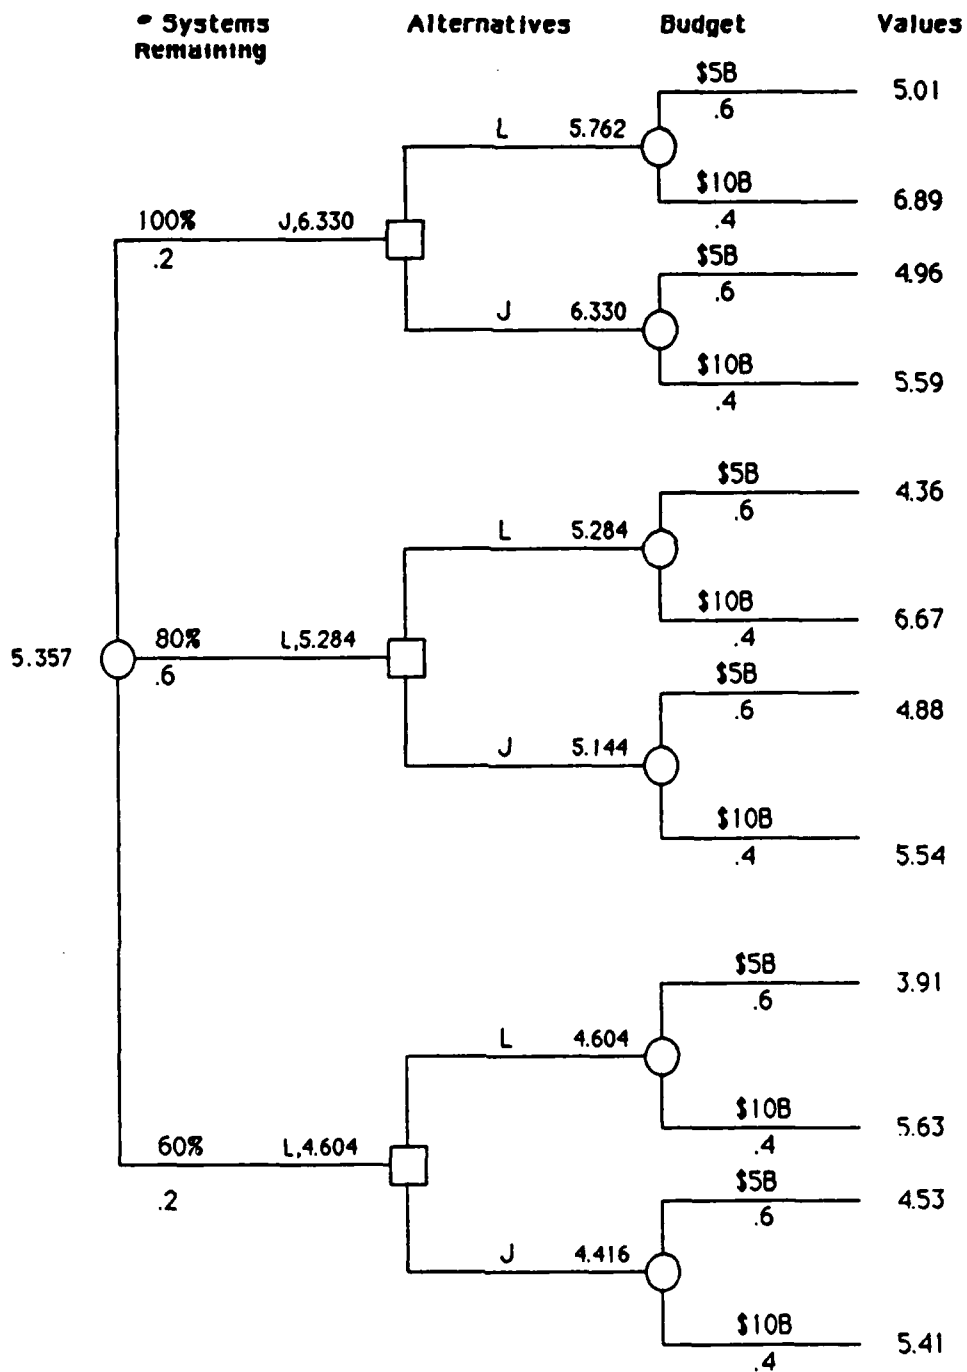 # Systems Remaining Alternatives Budget Values
$5B 5.01
.6
L 5.762
$10B 6.89
.4
100% J,6.330
.2
$5B 4.96
.6
J 6.330
$10B 5.59
.4
$5B 4.36
.6
L 5.284
$10B 6.67
.4
5.357 80% L,5.284
.6
$5B 4.88
.6
J 5.144
$10B 5.54
.4
$5B 3.91
.6
L 4.604
$10B 5.63
.4
60% L,4.604
.2
$5B 4.53
.6
J 4.416
$10B 5.41
.4